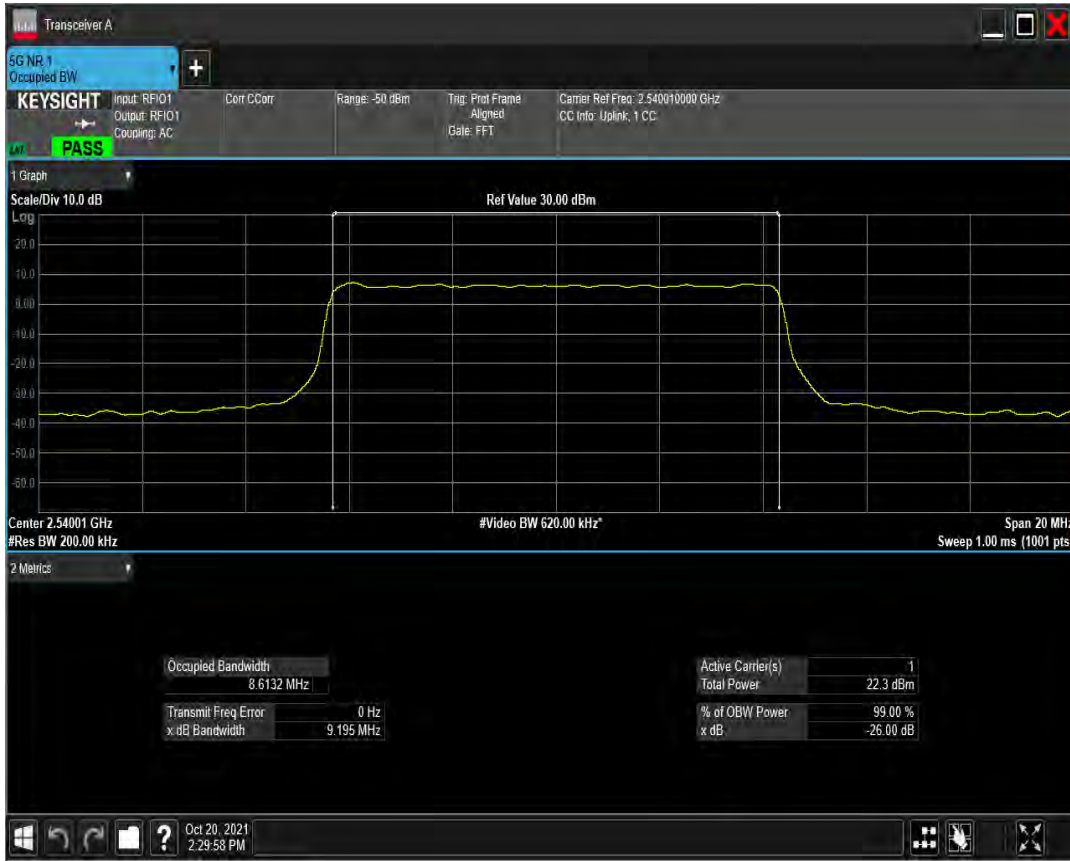 Transceiver A
5G NR 1
Occupied BW
+
KEYSIGHT
Input: RFIO1
Output: RFIO1
Coupling: AC
Corr CCorr
Range: -50 dBm
Trig: Prot Frame
Aligned
Gate: FFT
Carrier Ref Freq: 2.540010000 GHz
CC Info: Uplink, 1 CC
PASS
1 Graph
Scale/Div 10.0 dB
Ref Value 30.00 dBm
Log
20.0
10.0
0.00
-10.0
-20.0
-30.0
-40.0
-50.0
-60.0
Center 2.54001 GHz
#Video BW 620.00 kHz*
Span 20 MHz
#Res BW 200.00 kHz
Sweep 1.00 ms (1001 pts
2 Metrics
Occupied Bandwidth
8.6132 MHz
Transmit Freq Error 0 Hz
x dB Bandwidth 9.195 MHz
Active Carrier(s) 1
Total Power 22.3 dBm
% of OBW Power 99.00 %
x dB -26.00 dB
?
Oct 20, 2021
2:29:58 PM